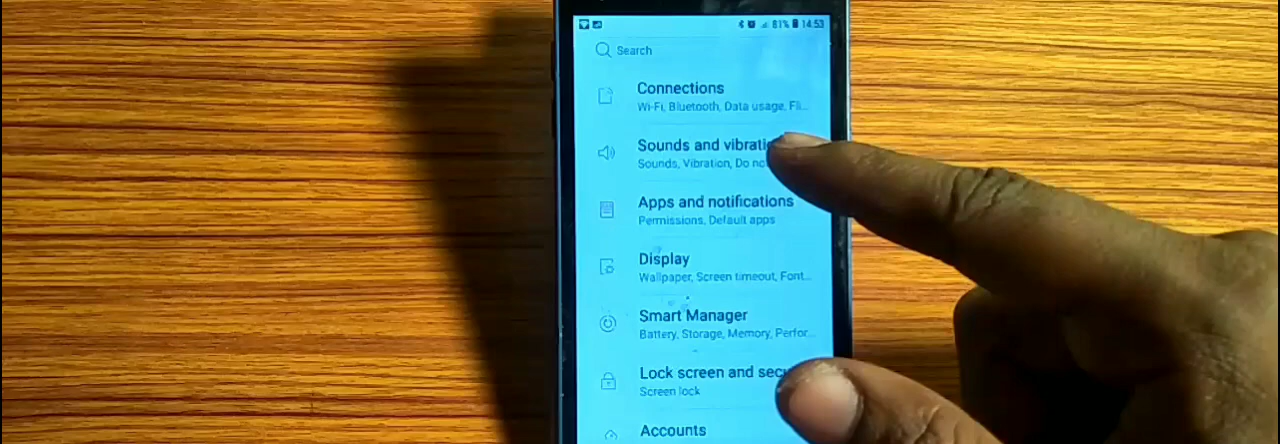 81% 14:53
Search
Connections
Wi-Fi, Bluetooth, Data usage, Fli...
Sounds and vibratio
Sounds, Vibration, Do no
Apps and notifications
Permissions, Default apps
Display
Wallpaper, Screen timeout, Font...
Smart Manager
Battery, Storage, Memory, Perfor...
Lock screen and secu
Screen lock
Accounts